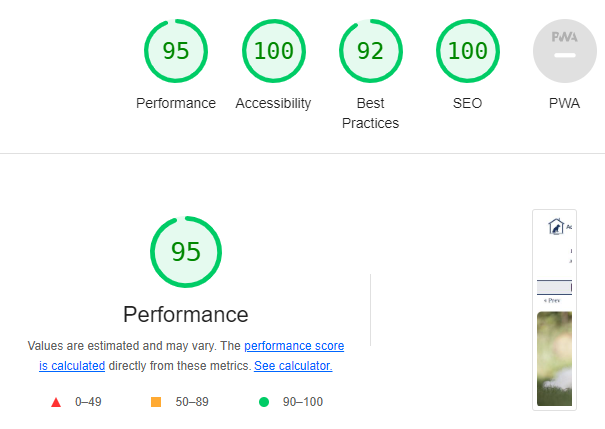 95 100 92 100 PWA
Performance Accessibility Best Practices SEO PWA
95
Performance
Values are estimated and may vary. The performance score
is calculated directly from these metrics. See calculator.
0–49 50–89 90–100
« Prev